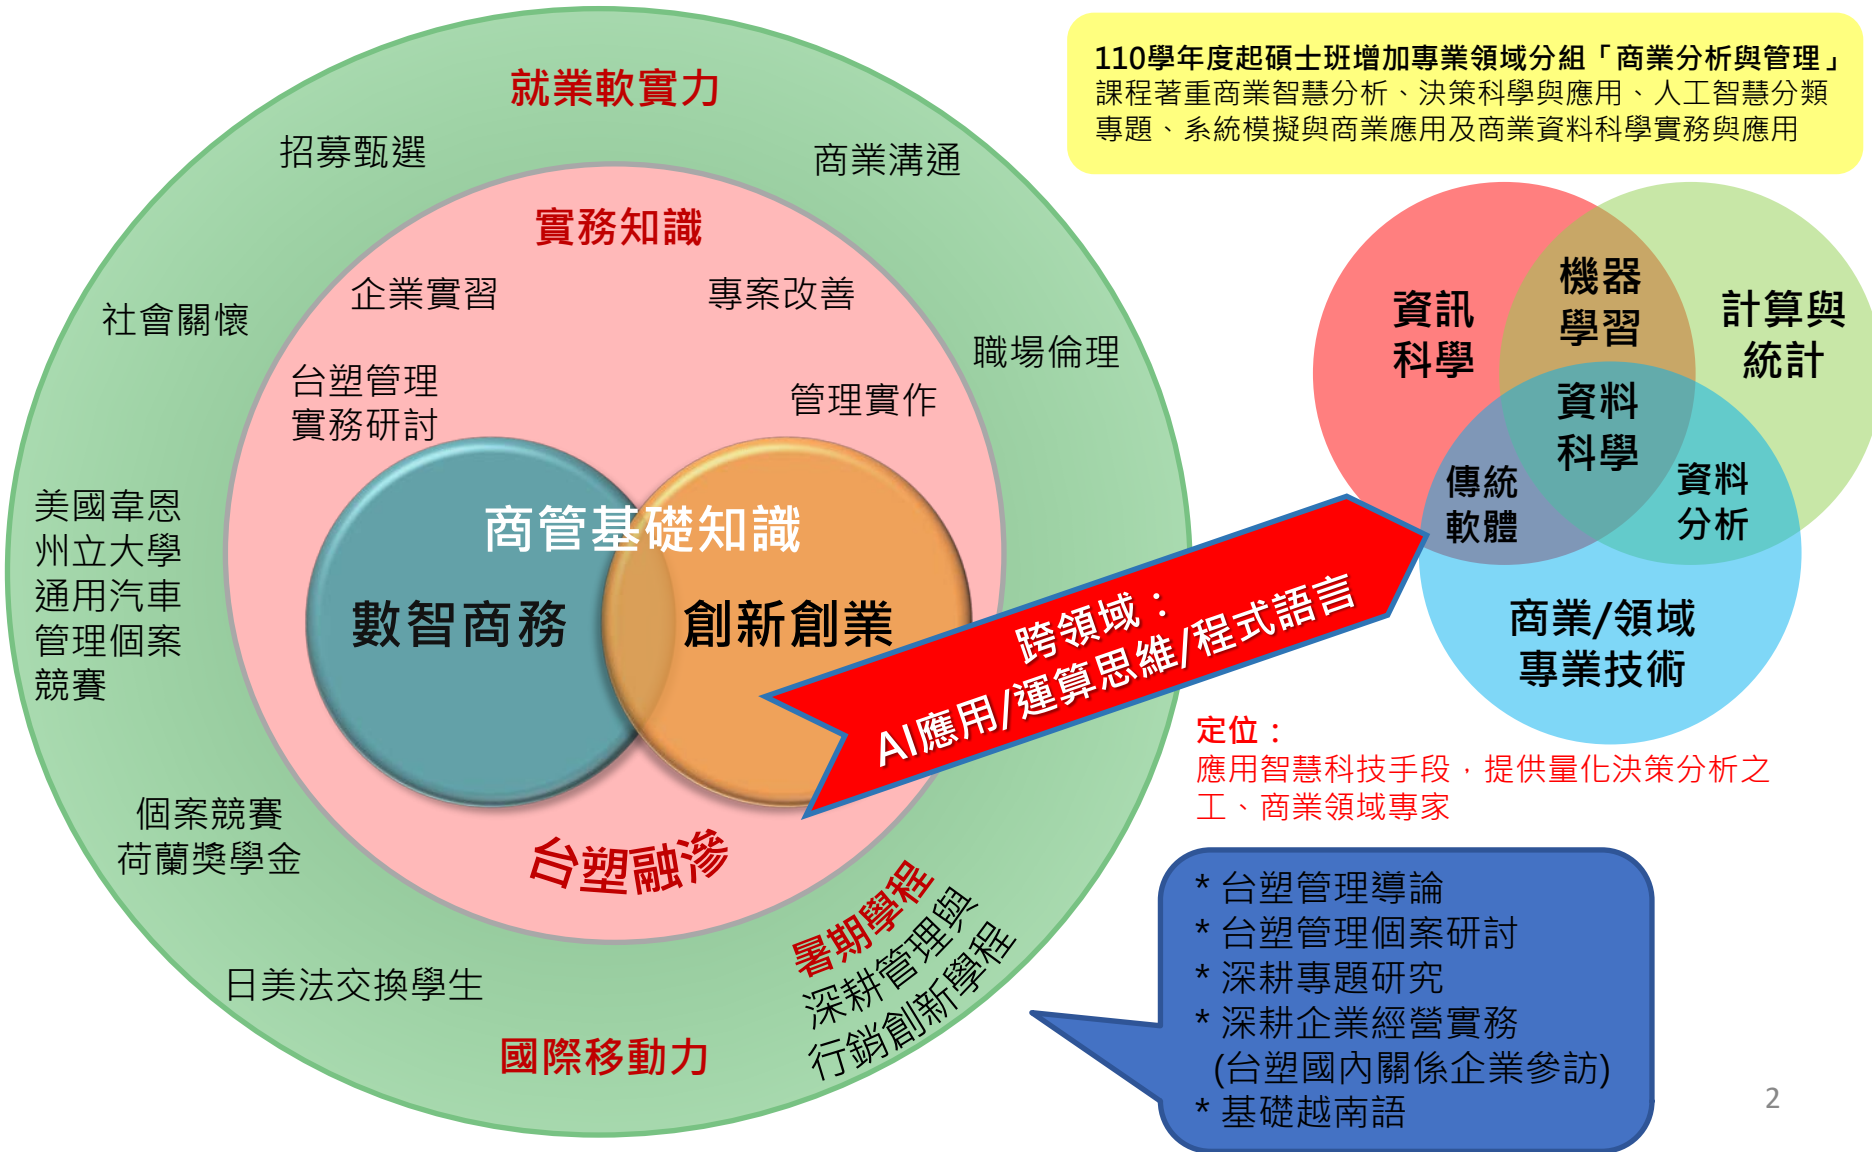 110學年度起碩士班增加專業領域分組「商業分析與管理」
課程著重商業智慧分析、決策科學與應用、人工智慧分類
專題、系統模擬與商業應用及商業資料科學實務與應用
就業軟實力
招募甄選
商業溝通
實務知識
社會關懷
企業實習
專案改善
職場倫理
台塑管理
實務研討
管理實作
美國韋恩
州立大學
通用汽車
管理個案
競賽
商管基礎知識
數智商務
創新創業
跨領域：
AI應用/運算思維/程式語言
個案競賽
荷蘭獎學金
台塑融滲
日美法交換學生
國際移動力
暑期學程
深耕管理與
行銷創新學程
資訊
科學
機器
學習
計算與
統計
資料
科學
傳統
軟體
資料
分析
商業/領域
專業技術
定位：
應用智慧科技手段，提供量化決策分析之
工、商業領域專家
* 台塑管理導論
* 台塑管理個案研討
* 深耕專題研究
* 深耕企業經營實務
(台塑國內關係企業參訪)
* 基礎越南語
2